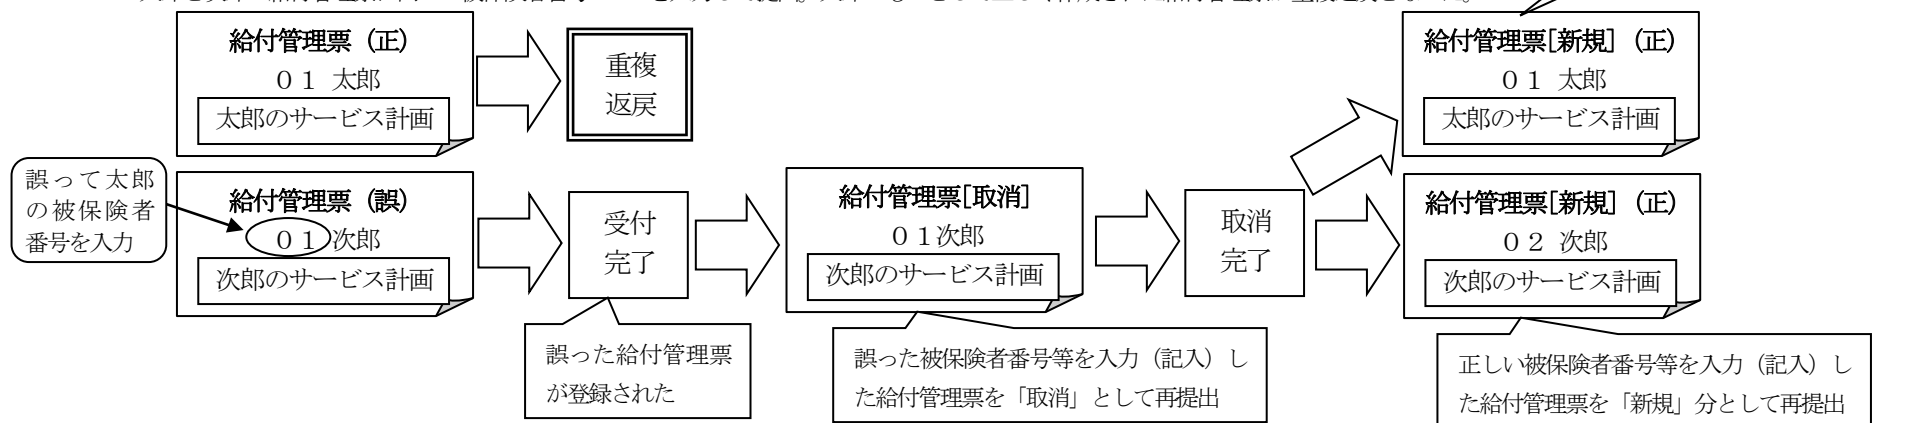 給付管理票（正）
０１ 太郎
太郎のサービス計画
重複
返戻
給付管理票[新規]（正）
０１ 太郎
太郎のサービス計画
誤って太郎
の被保険者
番号を入力
給付管理票（誤）
０１次郎
次郎のサービス計画
受付
完了
給付管理票[取消]
０１次郎
次郎のサービス計画
取消
完了
給付管理票[新規]（正）
０２ 次郎
次郎のサービス計画
誤った給付管理票
が登録された
誤った被保険者番号等を入力（記入）し
た給付管理票を「取消」として再提出
正しい被保険者番号等を入力（記入）し
た給付管理票を「新規」分として再提出